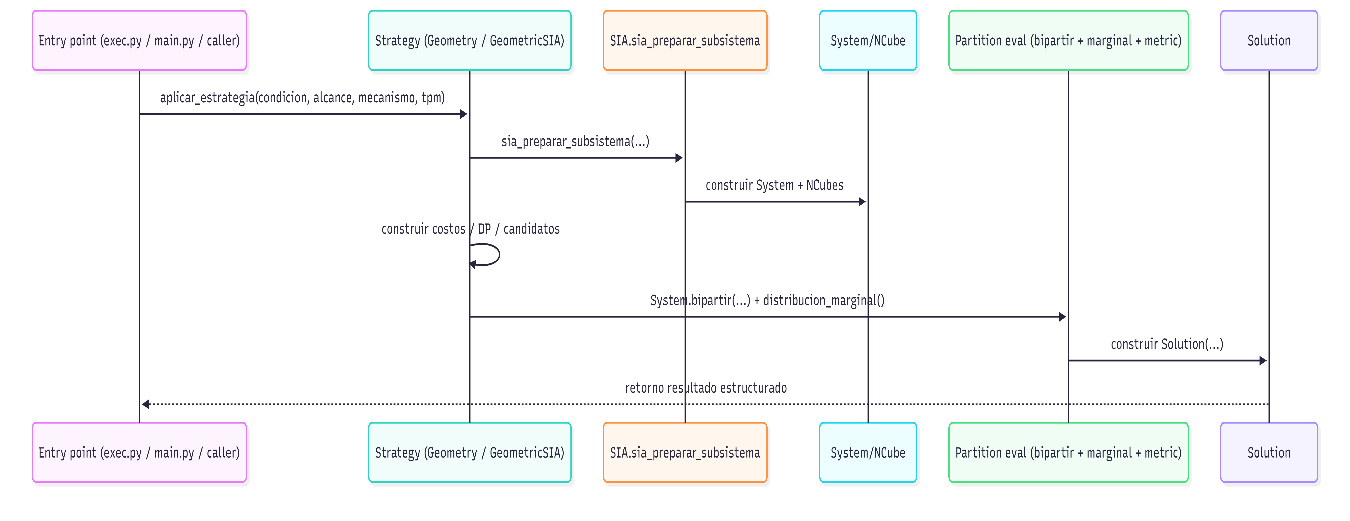 Entry point (exec.py / main.py / caller)
Strategy (Geometry / GeometricSIA)
SIA.sia_preparar_subsistema
System/NCube
Partition eval (bipartir + marginal + metric)
Solution
aplicar_estrategia(condicion, alcance, mecanismo, tpm)
sia_preparar_subsistema(...)
construir System + NCubes
construir costos / DP / candidatos
System.bipartir(...) + distribucion_marginal()
construir Solution(...)
retorno resultado estructurado
Entry point (exec.py / main.py / caller)
Strategy (Geometry / GeometricSIA)
SIA.sia_preparar_subsistema
System/NCube
Partition eval (bipartir + marginal + metric)
Solution